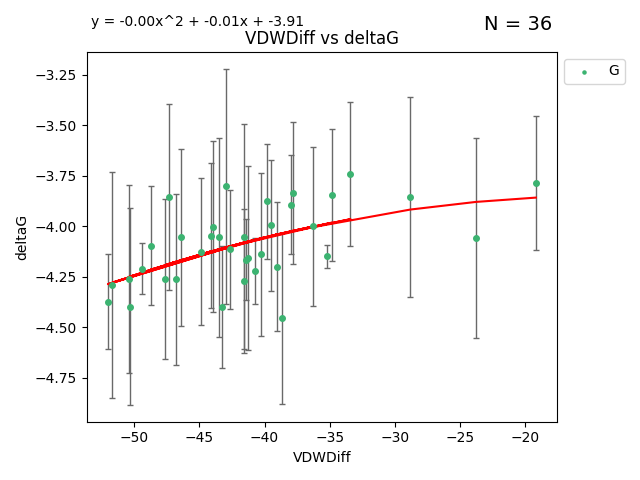 y = -0.00x^2 + -0.01x + -3.91
N = 36
VDWDiff vs deltaG
G
−3.25
−3.50
−3.75
−4.00
−4.25
−4.50
−4.75
deltaG
−50
−45
−40
−35
−30
−25
−20
VDWDiff